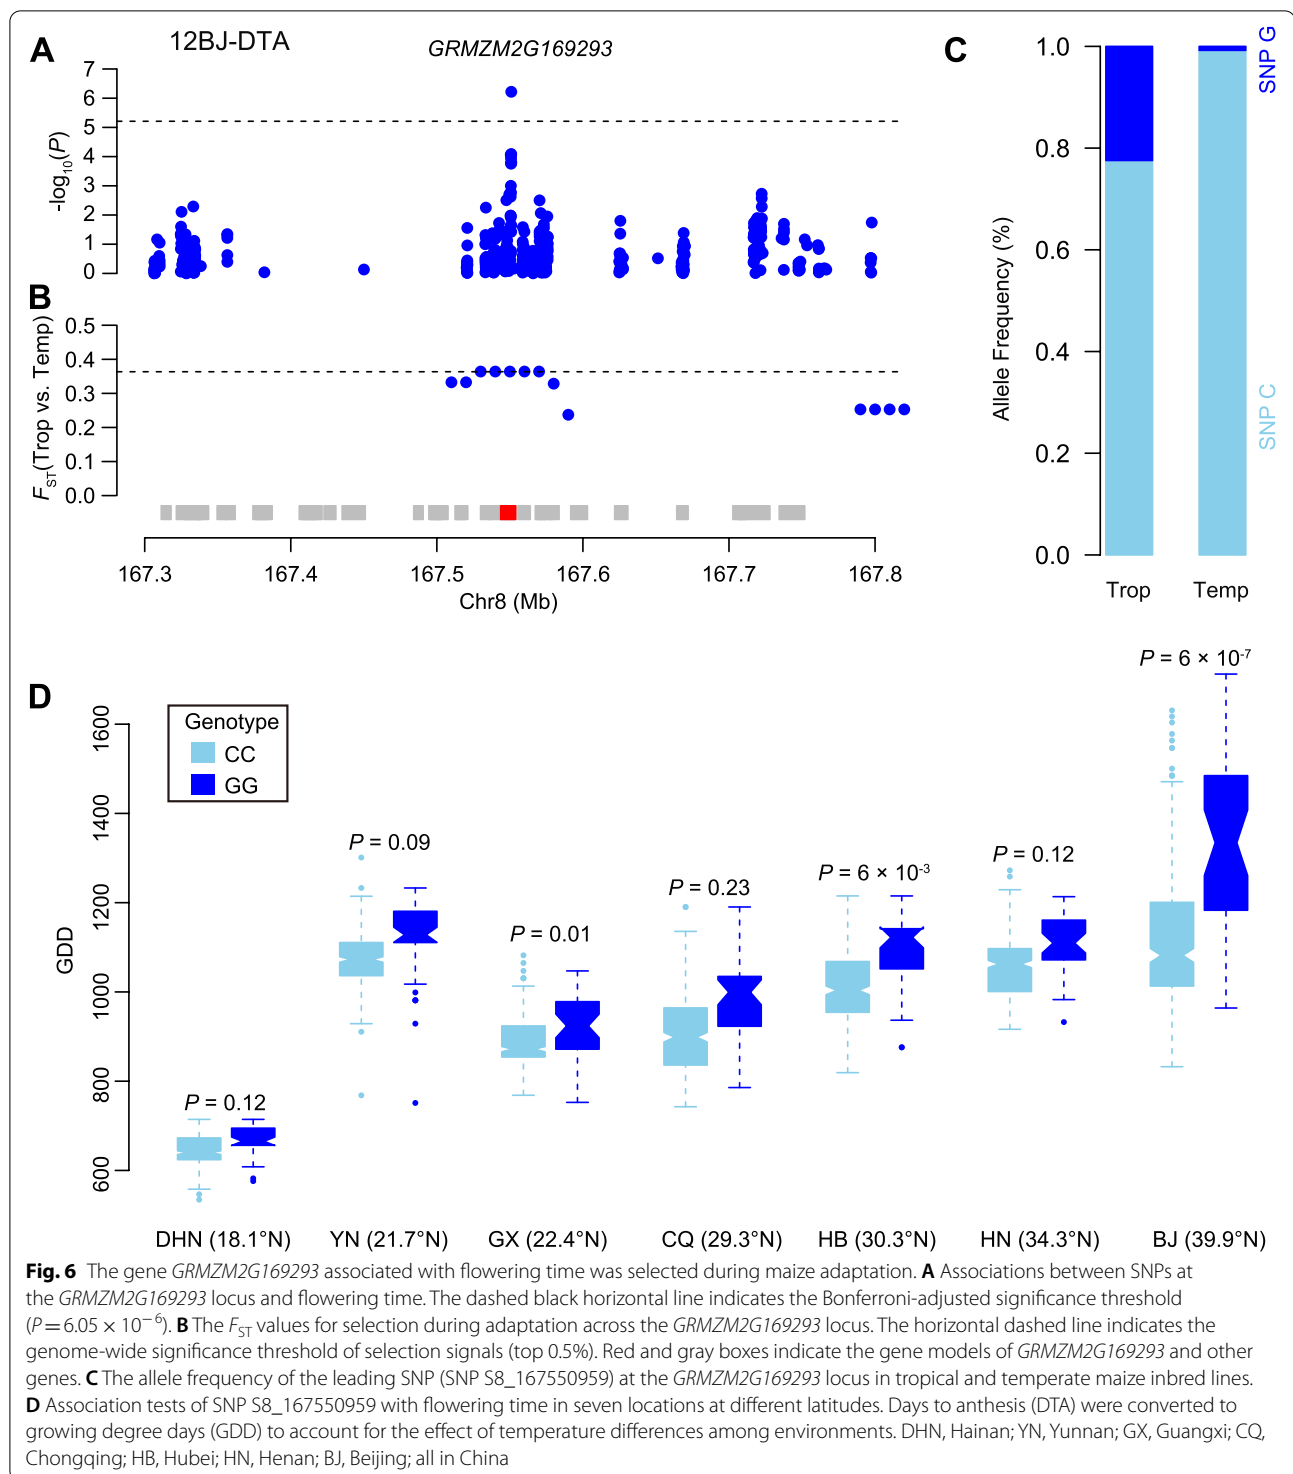 A
12BJ-DTA
GRMZM2G169293
7
6
5
4
3
2
1
0
-log10(P)
B
0.5
0.4
0.3
0.2
0.1
0.0
FST(Trop vs. Temp)
167.3 167.4 167.5 167.6 167.7 167.8
Chr8 (Mb)
C
1.0
0.8
0.6
0.4
0.2
0.0
Allele Frequency (%)
Trop Temp
SNP G
SNP C
D
Genotype
CC
GG
1600
1400
1200
1000
800
600
GDD
P = 0.12
P = 0.09
P = 0.01
P = 0.23
P = 6 × 10-3
P = 0.12
P = 6 × 10-7
DHN (18.1°N) YN (21.7°N) GX (22.4°N) CQ (29.3°N) HB (30.3°N) HN (34.3°N) BJ (39.9°N)
Fig. 6 The gene GRMZM2G169293 associated with flowering time was selected during maize adaptation. A Associations between SNPs at
the GRMZM2G169293 locus and flowering time. The dashed black horizontal line indicates the Bonferroni-adjusted significance threshold
(P = 6.05 × 10−6). B The FST values for selection during adaptation across the GRMZM2G169293 locus. The horizontal dashed line indicates the
genome-wide significance threshold of selection signals (top 0.5%). Red and gray boxes indicate the gene models of GRMZM2G169293 and other
genes. C The allele frequency of the leading SNP (SNP S8_167550959) at the GRMZM2G169293 locus in tropical and temperate maize inbred lines.
D Association tests of SNP S8_167550959 with flowering time in seven locations at different latitudes. Days to anthesis (DTA) were converted to
growing degree days (GDD) to account for the effect of temperature differences among environments. DHN, Hainan; YN, Yunnan; GX, Guangxi; CQ,
Chongqing; HB, Hubei; HN, Henan; BJ, Beijing; all in China